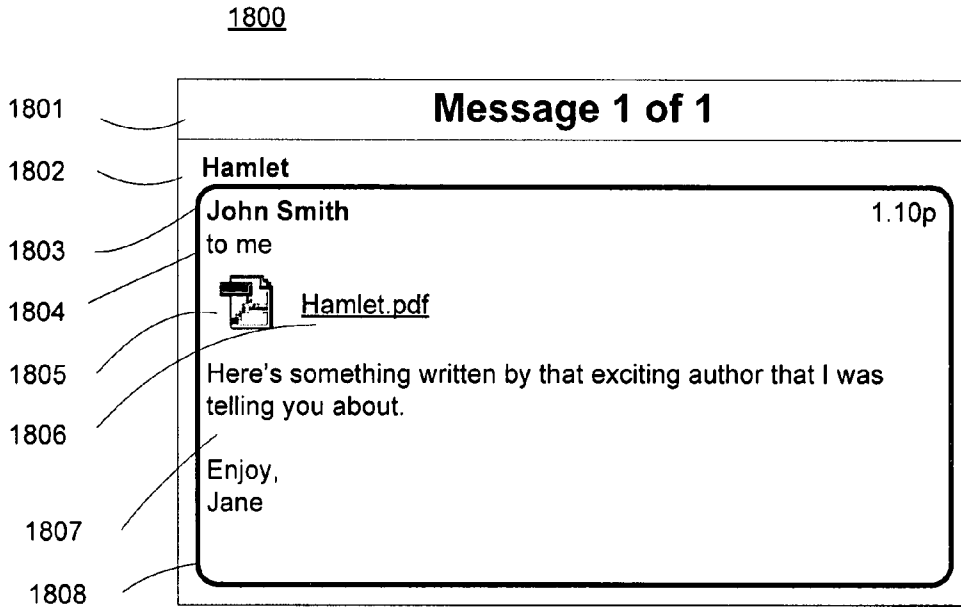 1800
1801
Message 1 of 1
1802
Hamlet
1803
John Smith 1.10p
1804
to me
1805
Hamlet.pdf
1806
Here's something written by that exciting author that I was
telling you about.
1807
Enjoy,
Jane
1808